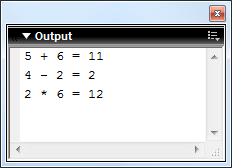 Output
5 + 6 = 11
4 - 2 = 2
2 * 6 = 12